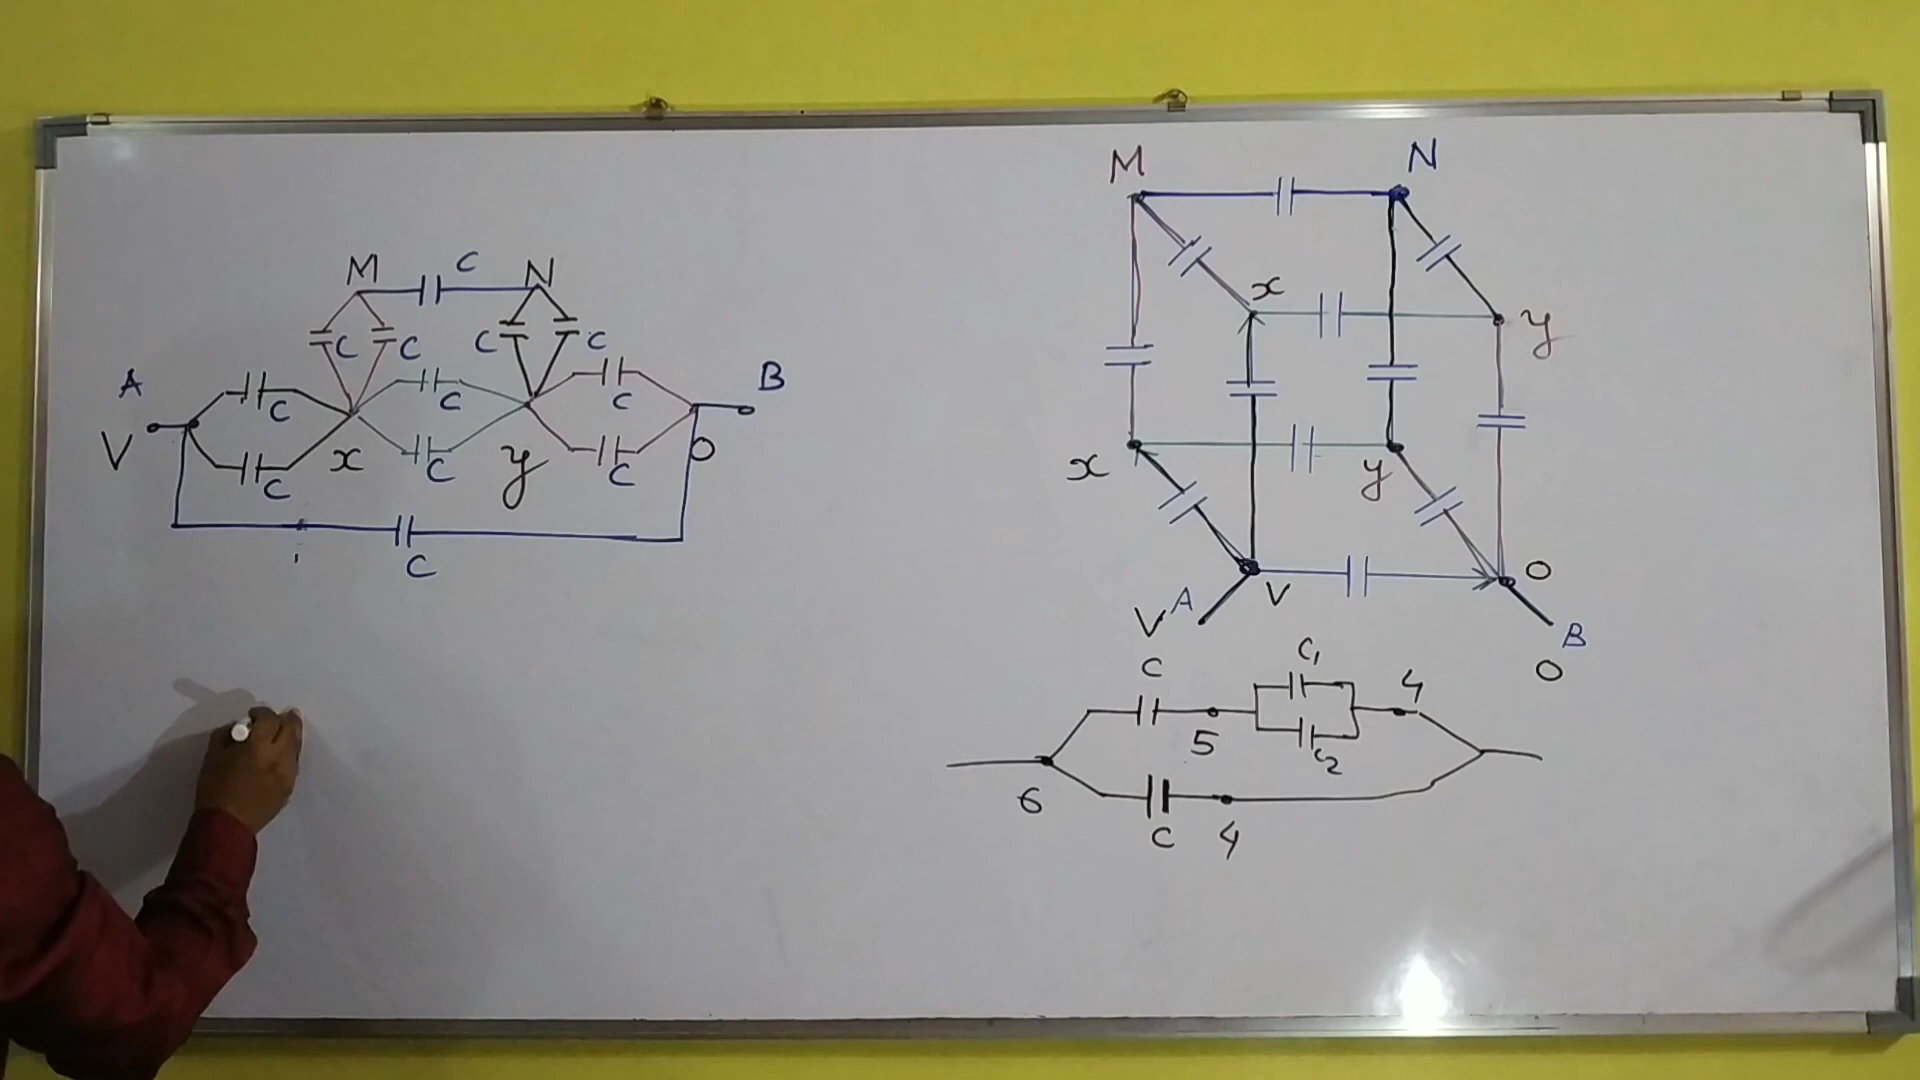 M C N
C C C C
A C C C B
V C x C y C O
C
M N
x
y
x y
V A V O
B
O
C C₁ 4
5 C₂
6 C 4